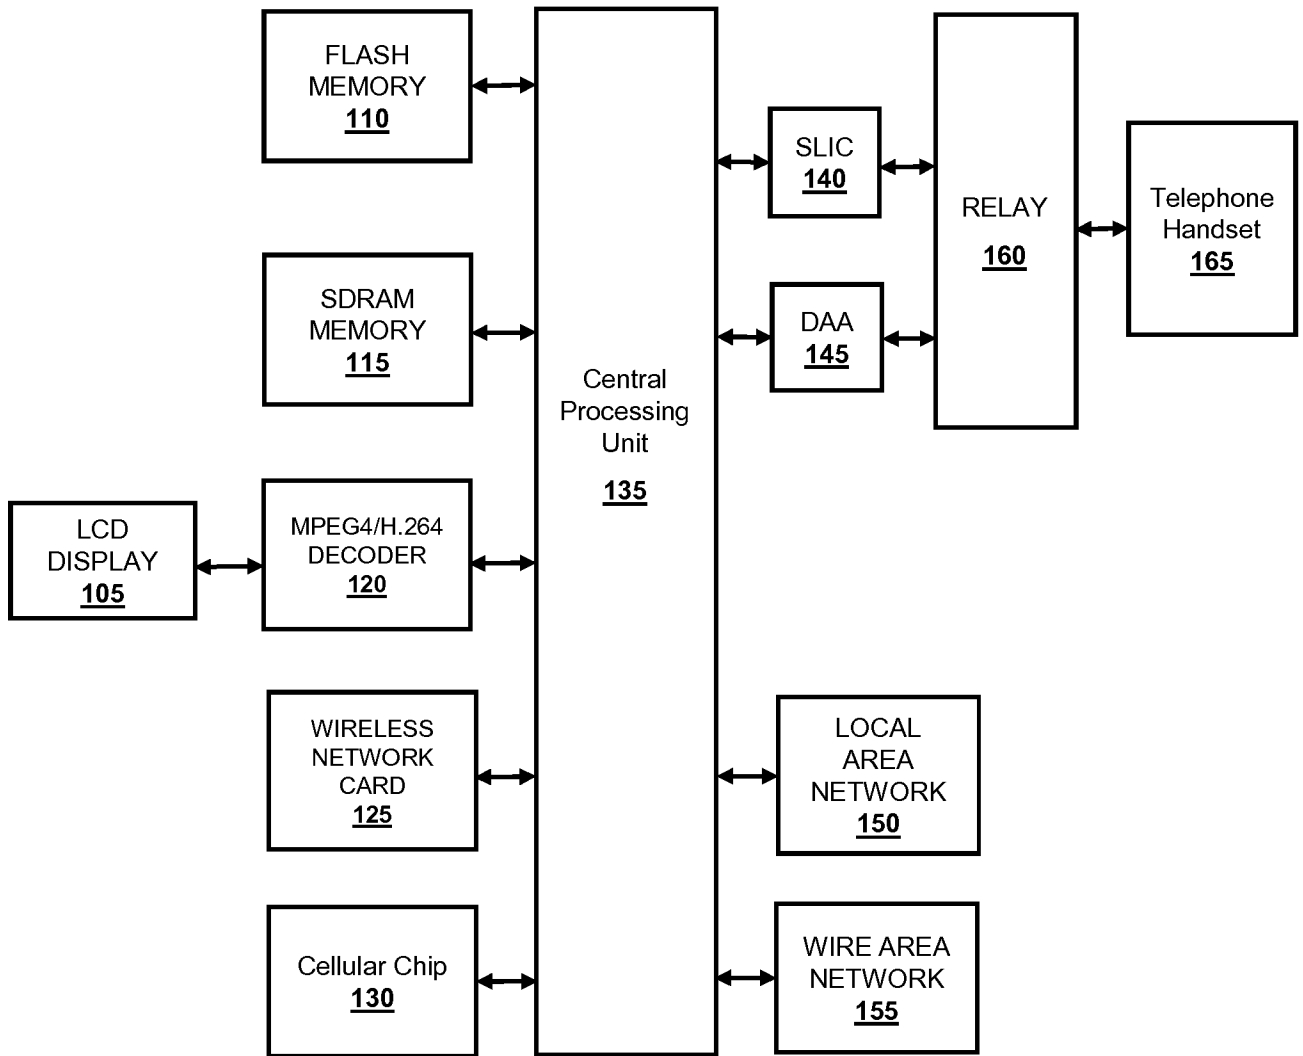 FLASH
MEMORY
110
SDRAM
MEMORY
115
LCD
DISPLAY
105
MPEG4/H.264
DECODER
120
WIRELESS
NETWORK
CARD
125
Cellular Chip
130
Central
Processing
Unit
135
SLIC
140
DAA
145
RELAY
160
Telephone
Handset
165
LOCAL
AREA
NETWORK
150
WIRE AREA
NETWORK
155